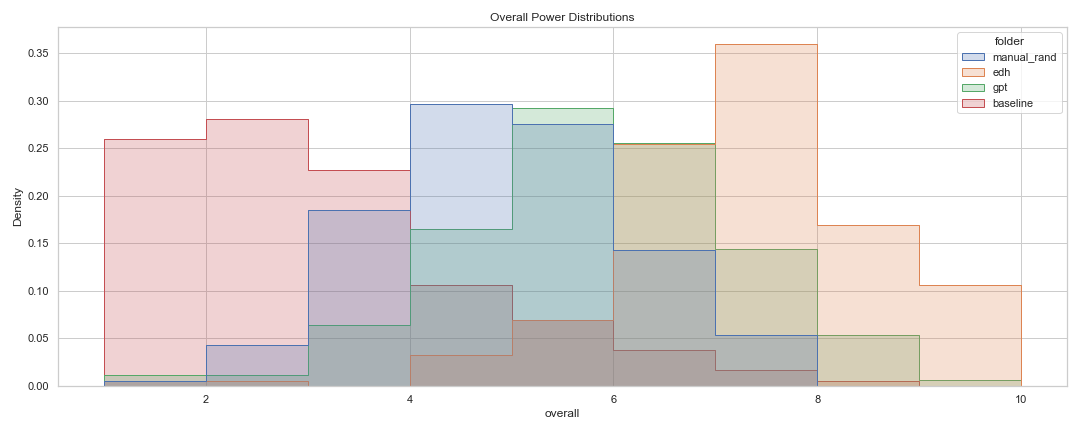 Overall Power Distributions
folder
manual_rand
edh
gpt
baseline
0.35
0.30
0.25
0.20
0.15
0.10
0.05
0.00
Density
2 4 6 8 10
overall